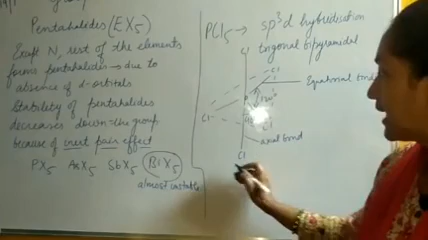 Pentahalides (EX5)
Except N, rest of the elements
forms pentahalides → due to
absence of d-orbitals
Stability of pentahalides
decreases down the group
because of inert pair effect
PX5 AsX5 SbX5 BiX5
almost unstable
PCl5 → sp3d hybridisation
trigonal bipyramidal
Cl
Cl
Equatorial bond
120°
Cl
Cl
axial bond
Cl